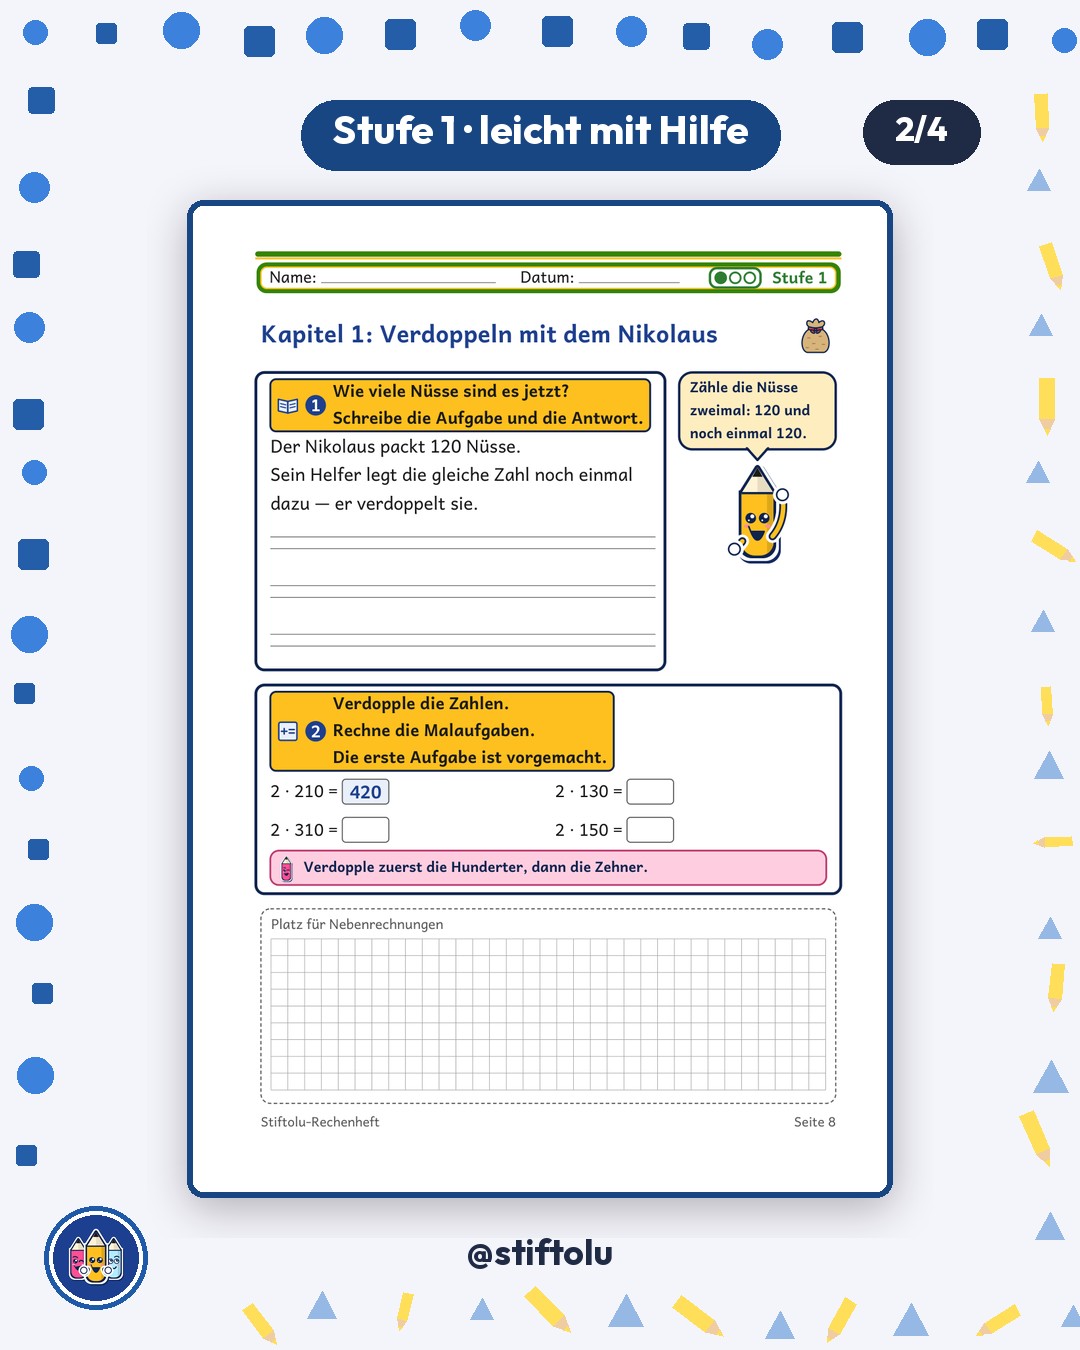 Stufe 1 · leicht mit Hilfe
2/4
Name:
Datum:
Stufe 1
Kapitel 1: Verdoppeln mit dem Nikolaus
1
Wie viele Nüsse sind es jetzt?
Schreibe die Aufgabe und die Antwort.
Der Nikolaus packt 120 Nüsse.
Sein Helfer legt die gleiche Zahl noch einmal
dazu — er verdoppelt sie.
Zähle die Nüsse
zweimal: 120 und
noch einmal 120.
2
Verdopple die Zahlen.
Rechne die Malaufgaben.
Die erste Aufgabe ist vorgemacht.
2 · 210 = 420
2 · 130 =
2 · 310 =
2 · 150 =
Verdopple zuerst die Hunderter, dann die Zehner.
Platz für Nebenrechnungen
Stiftolu-Rechenheft
Seite 8
@stiftolu